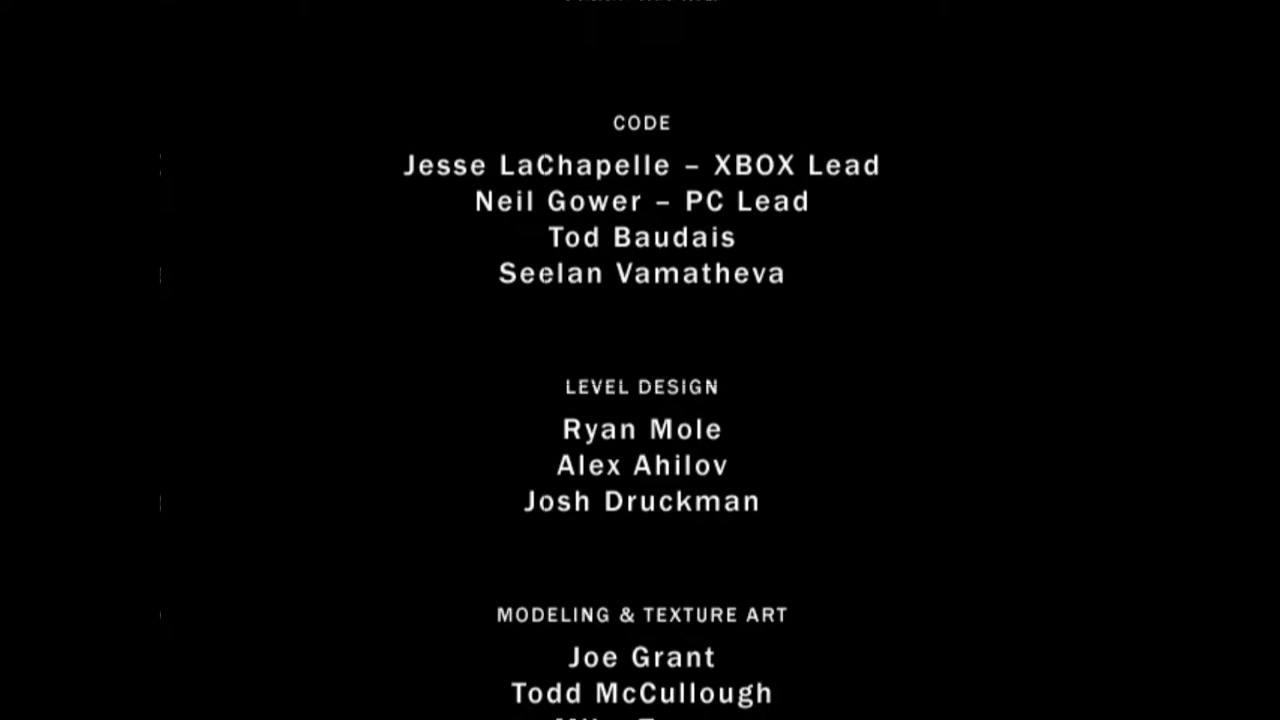 CODE
Jesse LaChapelle – XBOX Lead
Neil Gower – PC Lead
Tod Baudais
Seelan Vamatheva
LEVEL DESIGN
Ryan Mole
Alex Ahilov
Josh Druckman
MODELING & TEXTURE ART
Joe Grant
Todd McCullough